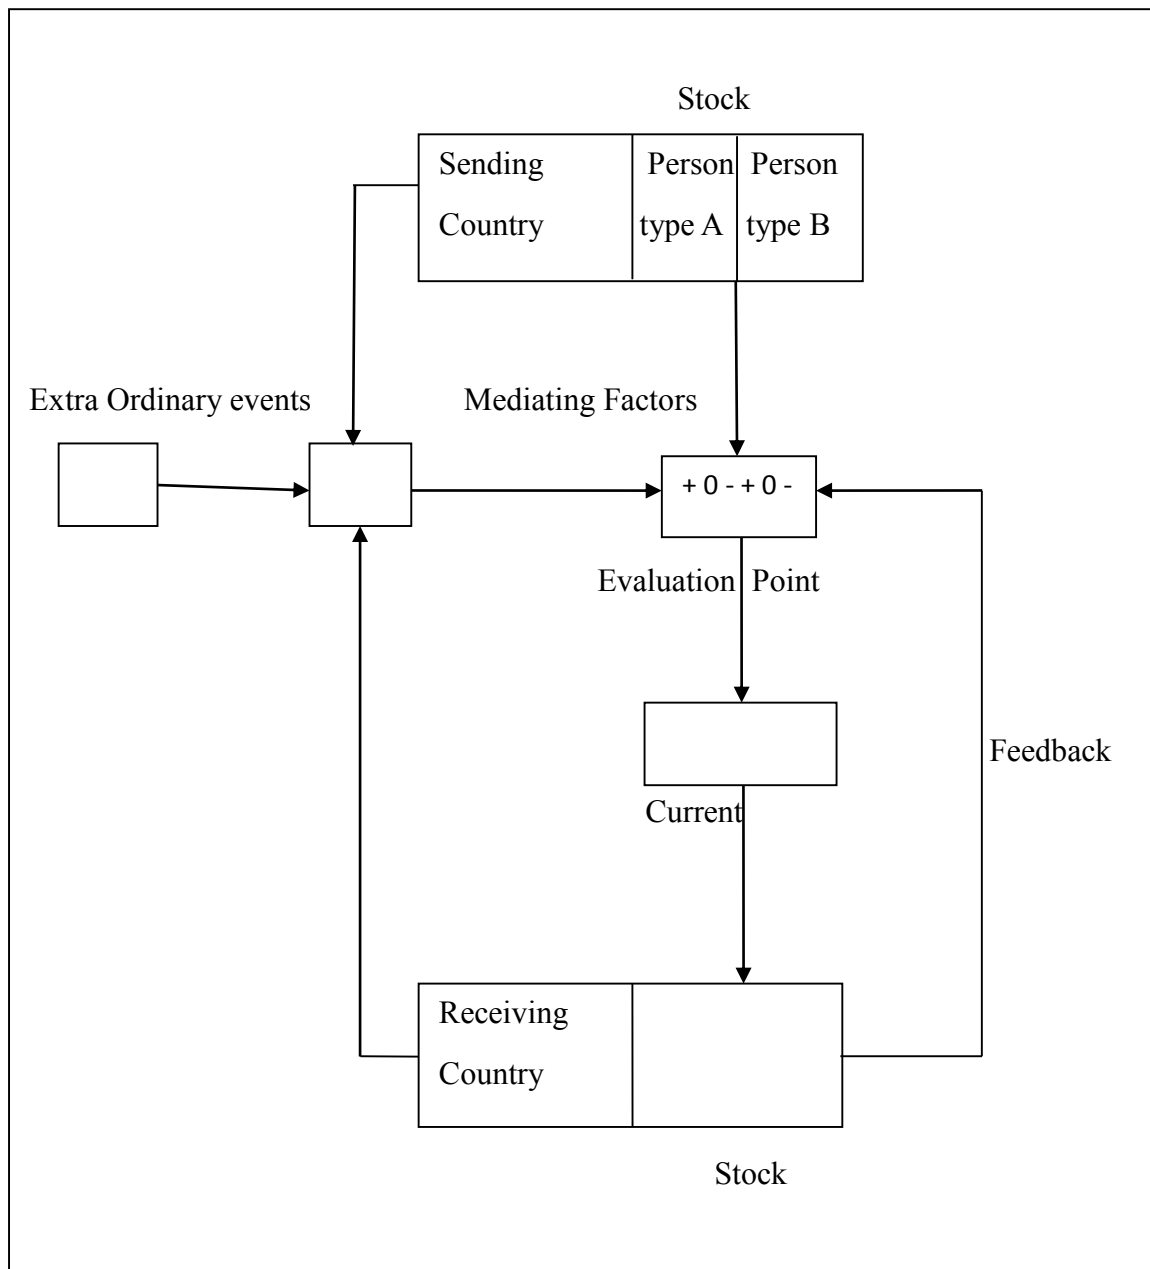 Stock
Sending Country
Person type A
Person type B
Extra Ordinary events
Mediating Factors
+ 0 - + 0 -
Evaluation Point
Feedback
Current
Receiving Country
Stock